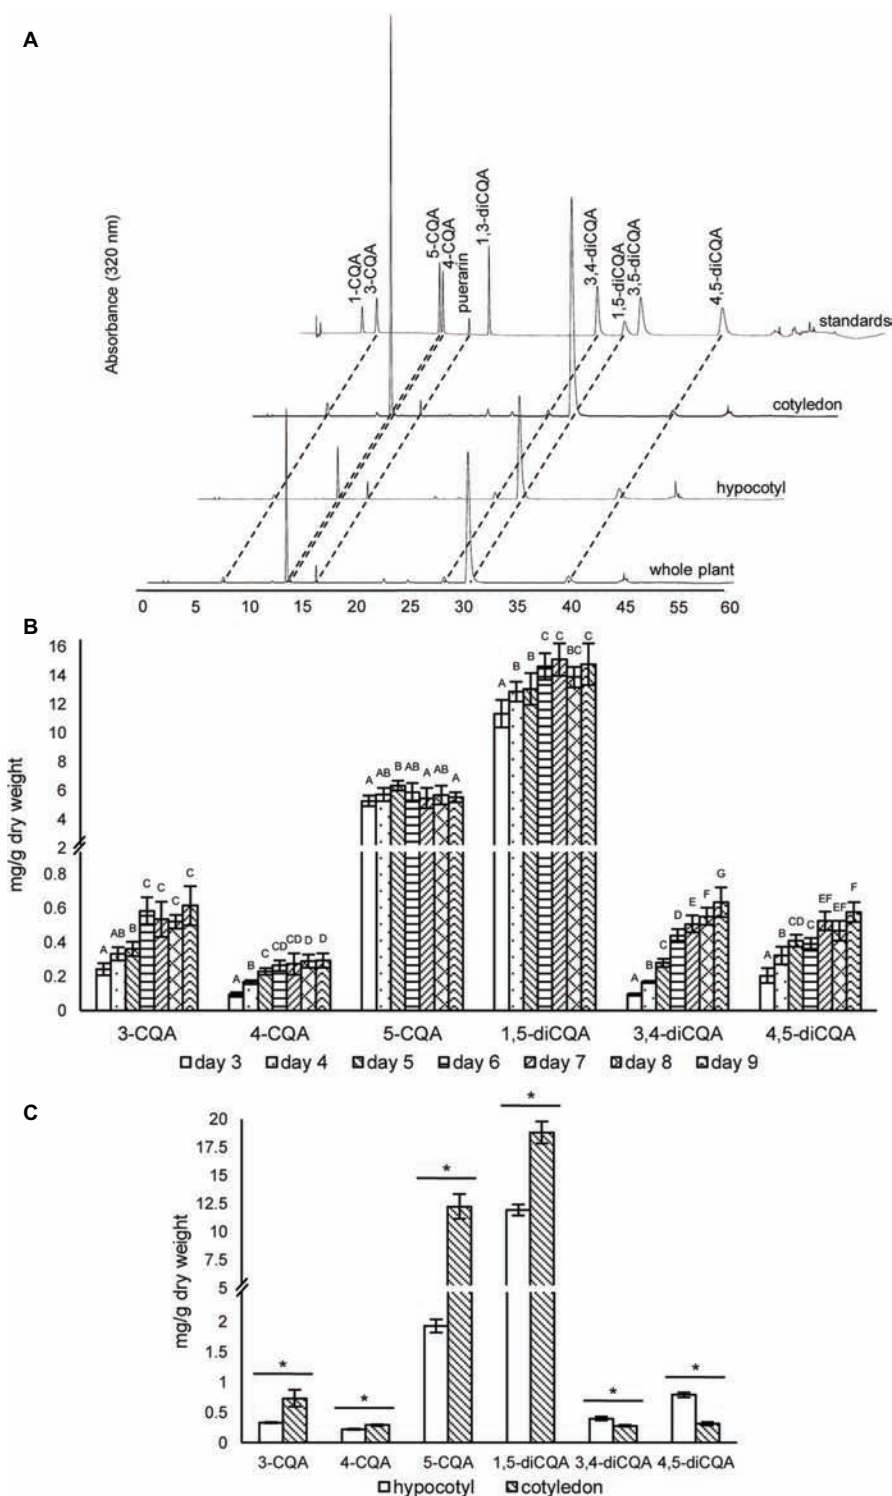 A
Absorbance (320 nm)
1-CQA
3-CQA
5-CQA
4-CQA
puerarin
1,3-diCQA
3,4-diCQA
1,5-diCQA
3,5-diCQA
4,5-diCQA
standards
cotyledon
hypocotyl
whole plant
0 5 10 15 20 25 30 35 40 45 55 60
B
mg/g dry weight
16
14
12
10
8
6
4
2
0.8
0.6
0.4
0.2
0
A AB B C C C C
A B C CD CD D D
A AB B AB A AB A
A B B C C BC C
A B C D E F G
A B CD C EF EF F
3-CQA 4-CQA 5-CQA 1,5-diCQA 3,4-diCQA 4,5-diCQA
day 3 day 4 day 5 day 6 day 7 day 8 day 9
C
mg/g dry weight
20
17.5
15
12.5
10
7.5
5
2
1.5
1
0.5
0
* * * * * *
3-CQA 4-CQA 5-CQA 1,5-diCQA 3,4-diCQA 4,5-diCQA
hypocotyl cotyledon